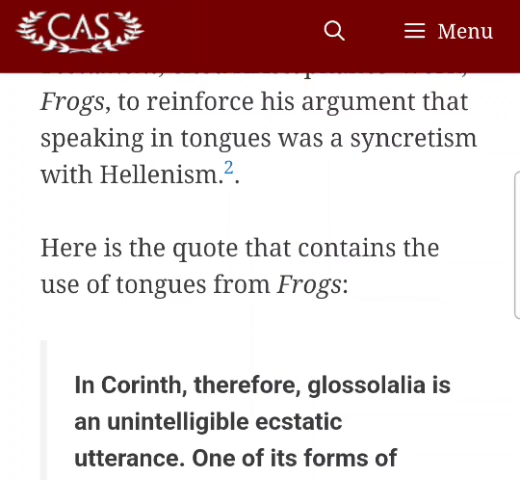 CAS
Menu
Frogs, to reinforce his argument that
speaking in tongues was a syncretism
with Hellenism.2.
Here is the quote that contains the
use of tongues from Frogs:
In Corinth, therefore, glossolalia is
an unintelligible ecstatic
utterance. One of its forms of